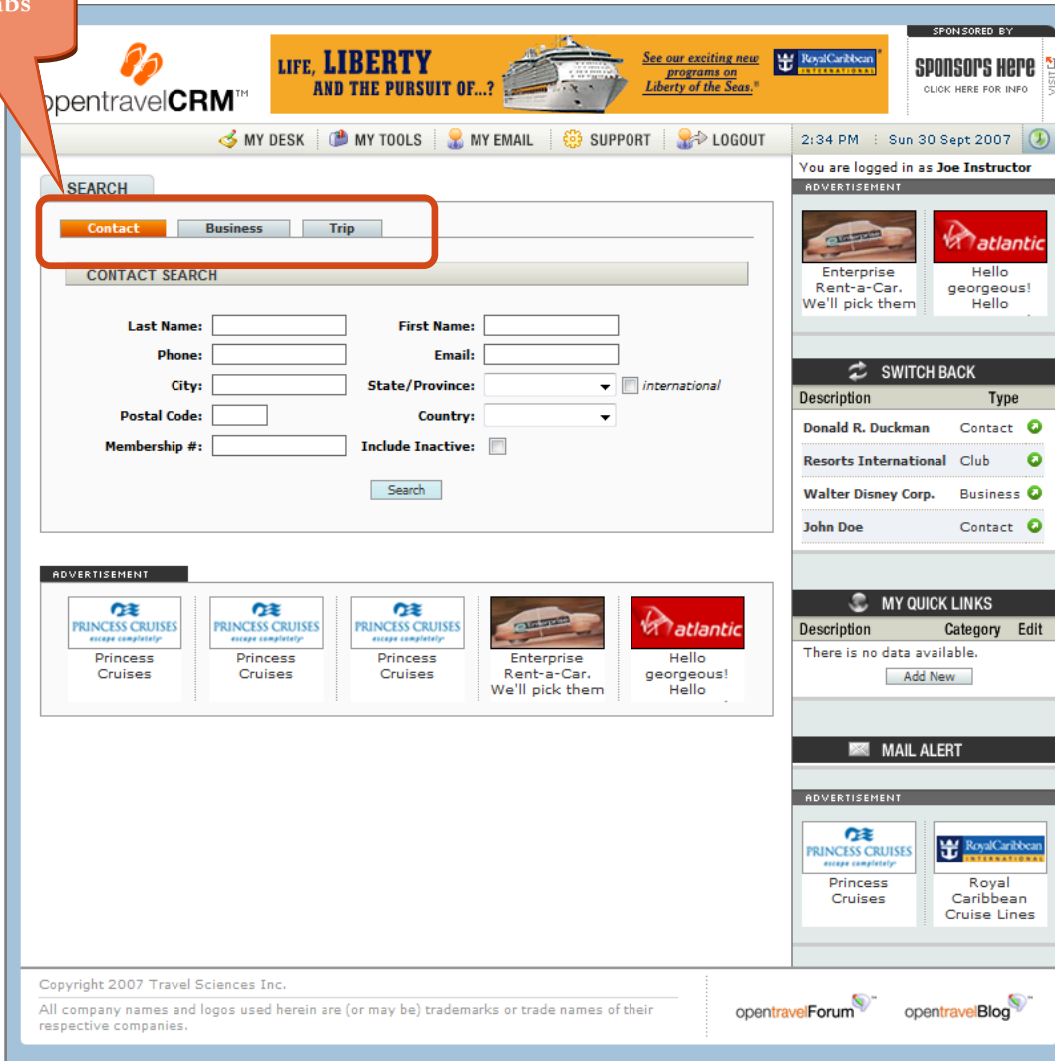 LIFE, LIBERTY
AND THE PURSUIT OF...?
See our exciting new
programs on
Liberty of the Seas.®
RoyalCaribbean
INTERNATIONAL
SPONSORED BY
SPONSORS HERE
CLICK HERE FOR INFO
VISIT
opentravelCRM™
MY DESK
MY TOOLS
MY EMAIL
SUPPORT
LOGOUT
2:34 PM : Sun 30 Sept 2007
You are logged in as Joe Instructor
SEARCH
Contact Business Trip
CONTACT SEARCH
Last Name: First Name:
Phone: Email:
City: State/Province: international
Postal Code: Country:
Membership #: Include Inactive:
Search
ADVERTISEMENT
PRINCESS CRUISES
escape completely
Princess
Cruises
PRINCESS CRUISES
escape completely
Princess
Cruises
PRINCESS CRUISES
escape completely
Princess
Cruises
Enterprise
Enterprise
Rent-a-Car.
We'll pick them
atlantic
Hello
georgeous!
Hello
ADVERTISEMENT
Enterprise
Enterprise
Rent-a-Car.
We'll pick them
atlantic
Hello
georgeous!
Hello
SWITCH BACK
Description Type
Donald R. Duckman Contact
Resorts International Club
Walter Disney Corp. Business
John Doe Contact
MY QUICK LINKS
Description Category Edit
There is no data available.
Add New
MAIL ALERT
ADVERTISEMENT
PRINCESS CRUISES
escape completely
Princess
Cruises
RoyalCaribbean
INTERNATIONAL
Royal
Caribbean
Cruise Lines
Copyright 2007 Travel Sciences Inc.
All company names and logos used herein are (or may be) trademarks or trade names of their
respective companies.
opentravelForum™
opentravelBlog™